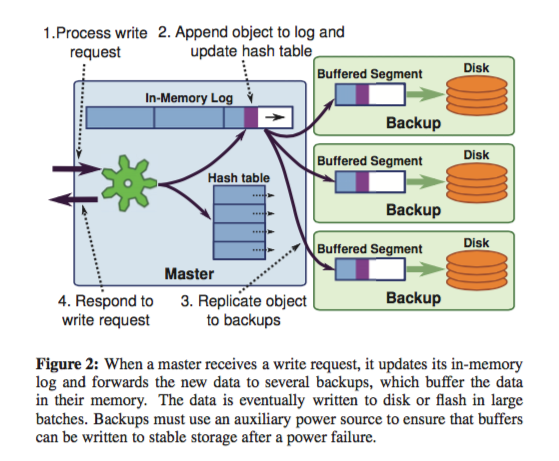 1.Process write request
2. Append object to log and update hash table
In-Memory Log
Hash table
Master
Buffered Segment
Disk
Backup
Buffered Segment
Disk
Backup
Buffered Segment
Disk
Backup
4. Respond to write request
3. Replicate object to backups
Figure 2: When a master receives a write request, it updates its in-memory
log and forwards the new data to several backups, which buffer the data
in their memory. The data is eventually written to disk or flash in large
batches. Backups must use an auxiliary power source to ensure that buffers
can be written to stable storage after a power failure.